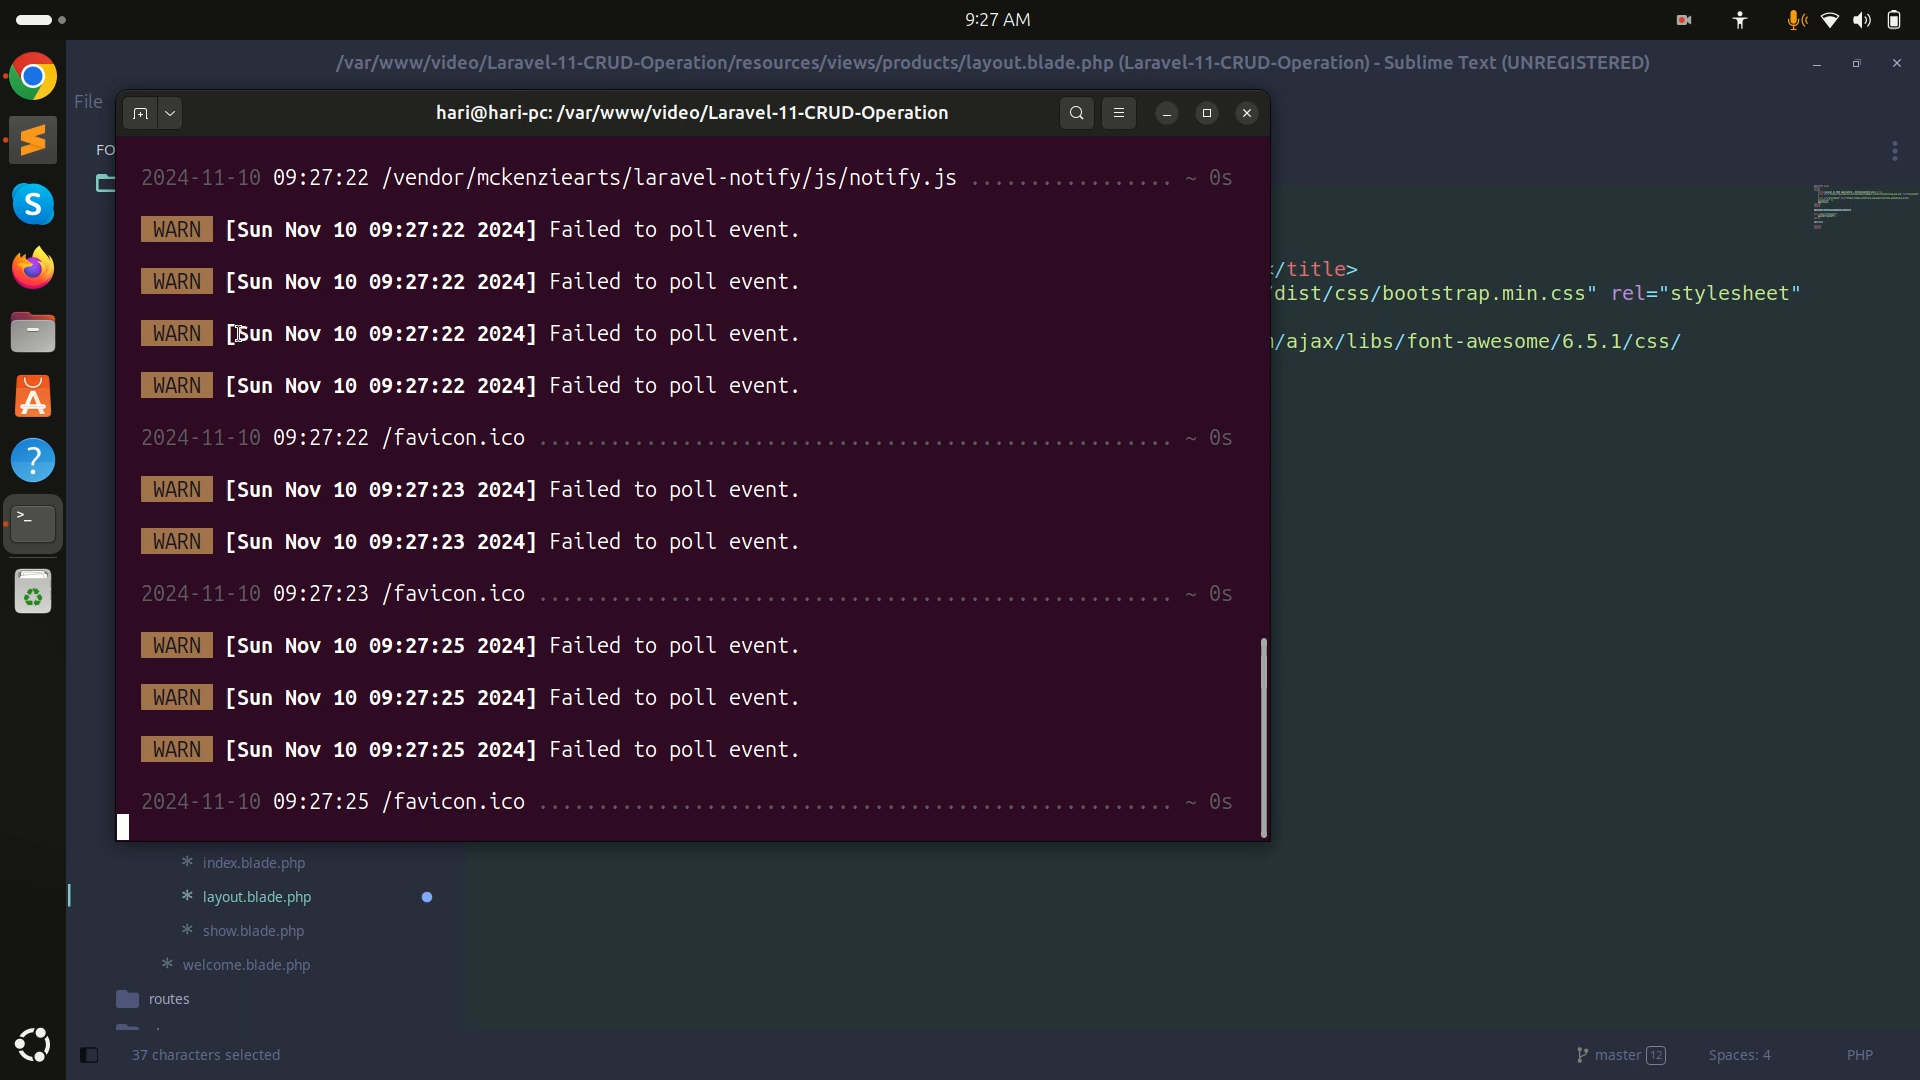 9:27 AM
/var/www/video/Laravel-11-CRUD-Operation/resources/views/products/layout.blade.php (Laravel-11-CRUD-Operation) - Sublime Text (UNREGISTERED)
File
hari@hari-pc: /var/www/video/Laravel-11-CRUD-Operation
FO
2024-11-10 09:27:22 /vendor/mckenziearts/laravel-notify/js/notify.js ................. ~ 0s
WARN [Sun Nov 10 09:27:22 2024] Failed to poll event.
</title>
WARN [Sun Nov 10 09:27:22 2024] Failed to poll event.
dist/css/bootstrap.min.css" rel="stylesheet"
WARN [Sun Nov 10 09:27:22 2024] Failed to poll event.
/ajax/libs/font-awesome/6.5.1/css/
WARN [Sun Nov 10 09:27:22 2024] Failed to poll event.
2024-11-10 09:27:22 /favicon.ico ..................................................... ~ 0s
WARN [Sun Nov 10 09:27:23 2024] Failed to poll event.
WARN [Sun Nov 10 09:27:23 2024] Failed to poll event.
2024-11-10 09:27:23 /favicon.ico ..................................................... ~ 0s
WARN [Sun Nov 10 09:27:25 2024] Failed to poll event.
WARN [Sun Nov 10 09:27:25 2024] Failed to poll event.
WARN [Sun Nov 10 09:27:25 2024] Failed to poll event.
2024-11-10 09:27:25 /favicon.ico ..................................................... ~ 0s
* index.blade.php
* layout.blade.php
* show.blade.php
* welcome.blade.php
routes
37 characters selected
master 12
Spaces: 4
PHP